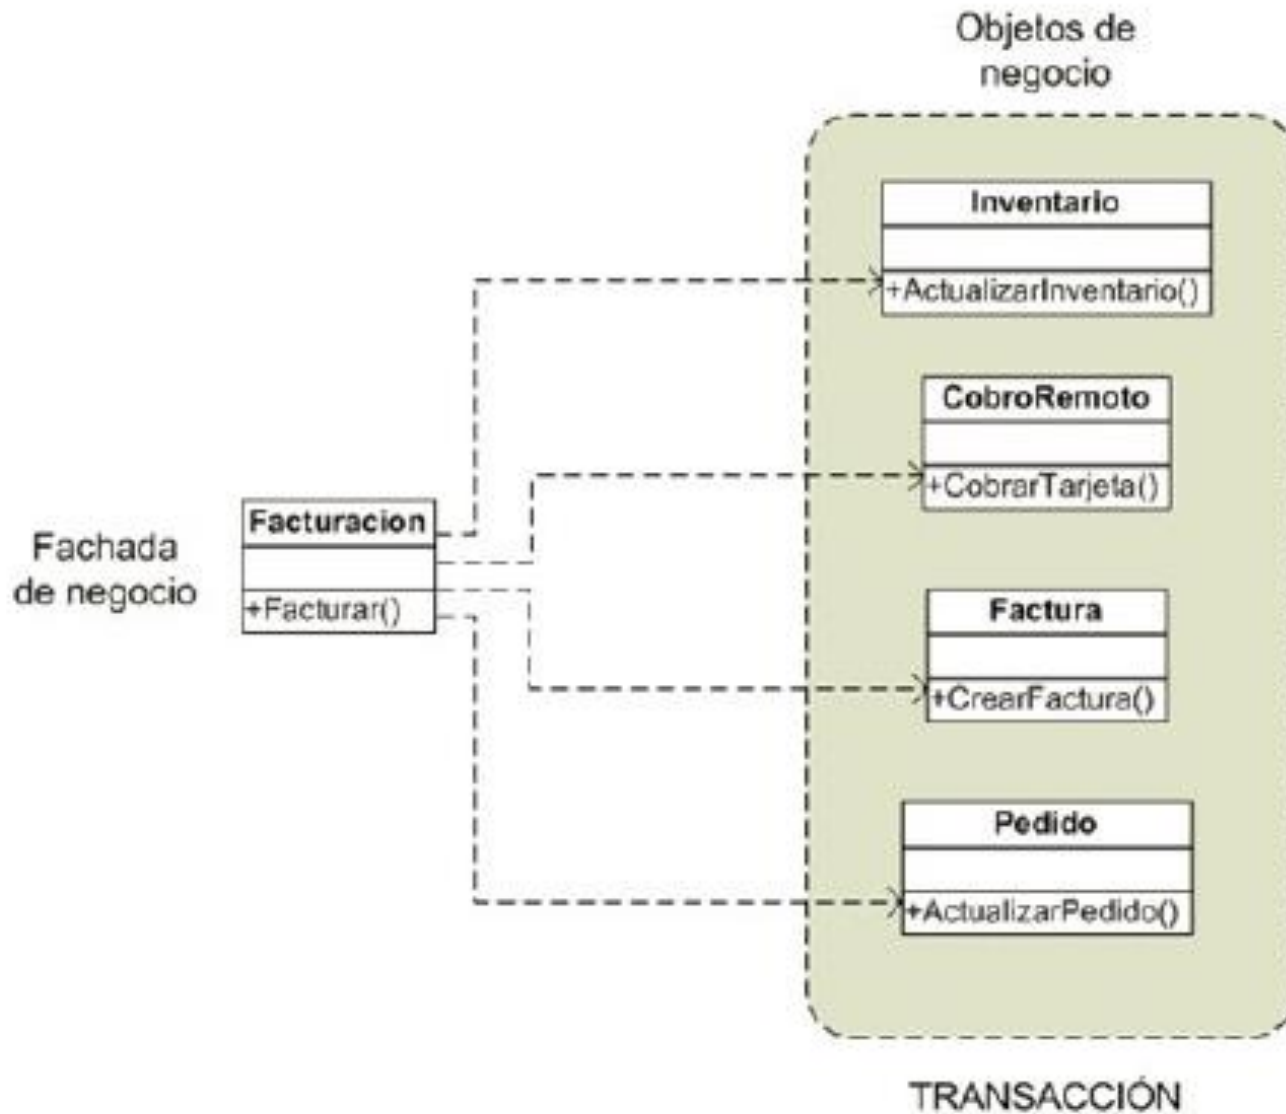 Objetos de
negocio
Inventario
+ActualizarInventario()
CobroRemoto
+CobrarTarjeta()
Fachada
de negocio
Facturacion
+Facturar()
Factura
+CrearFactura()
Pedido
+ActualizarPedido()
TRANSACCIÓN